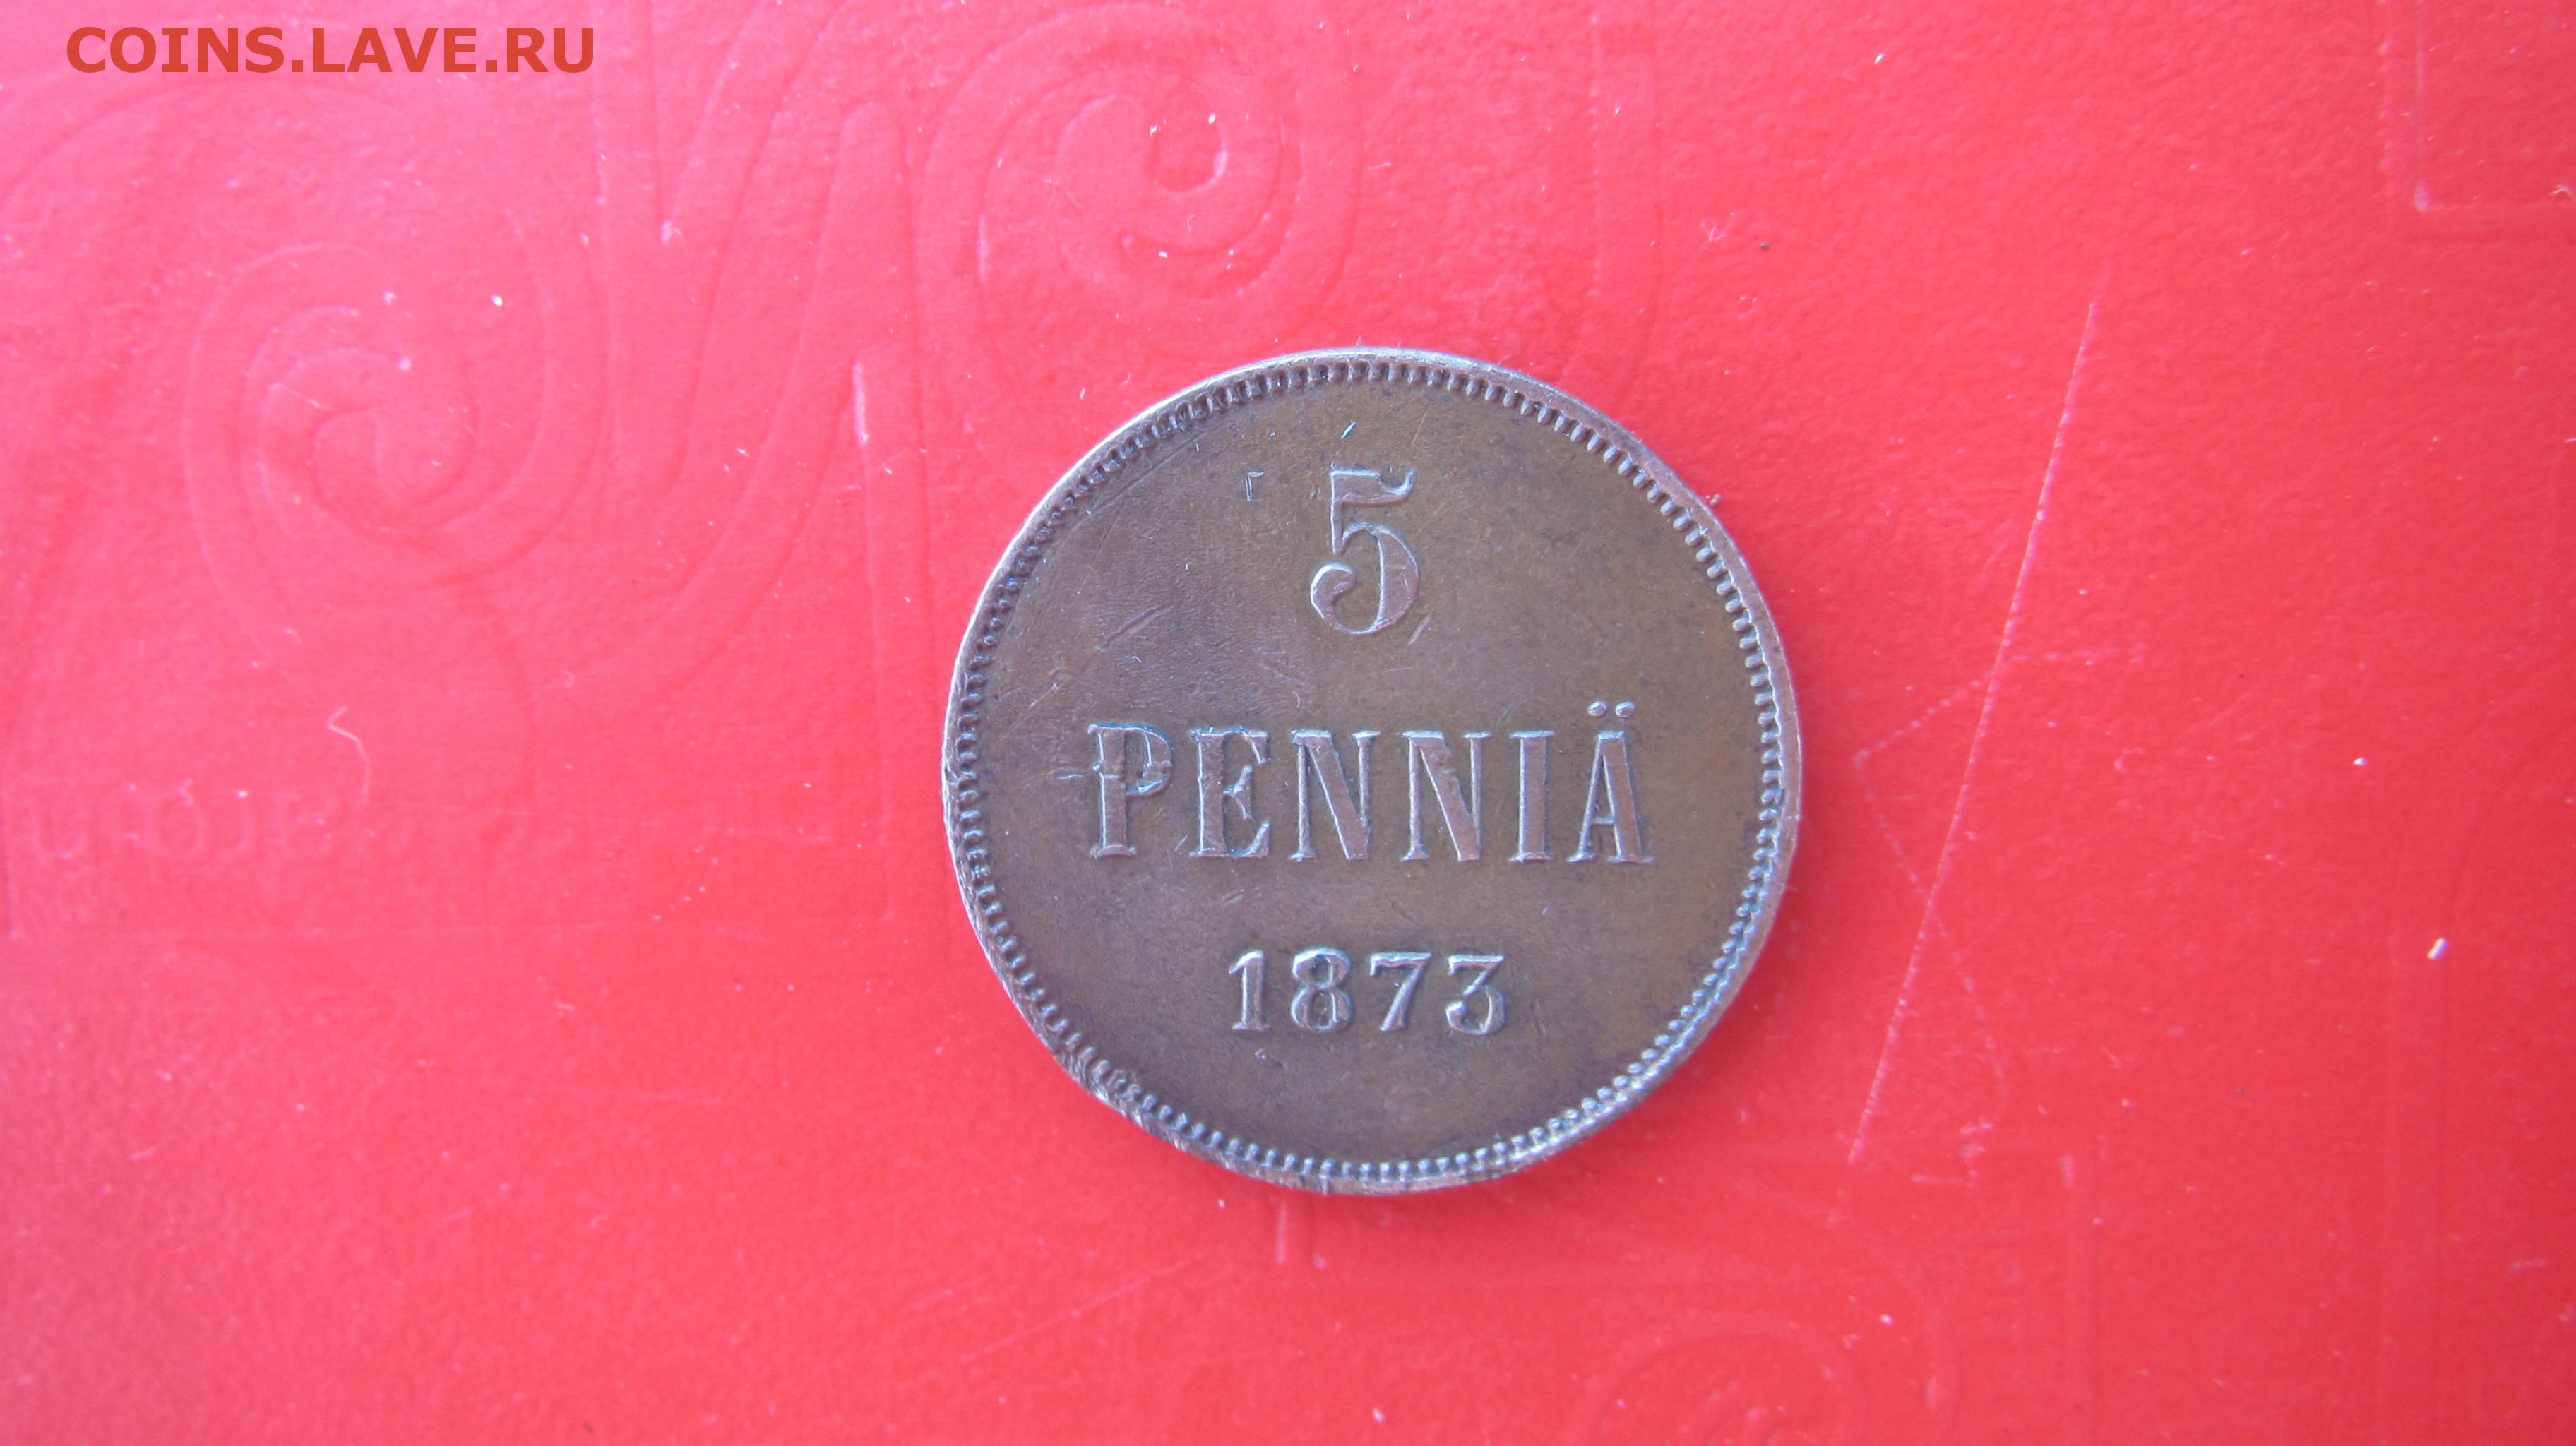 COINS.LAVE.RU
5
PENNIÄ
1873